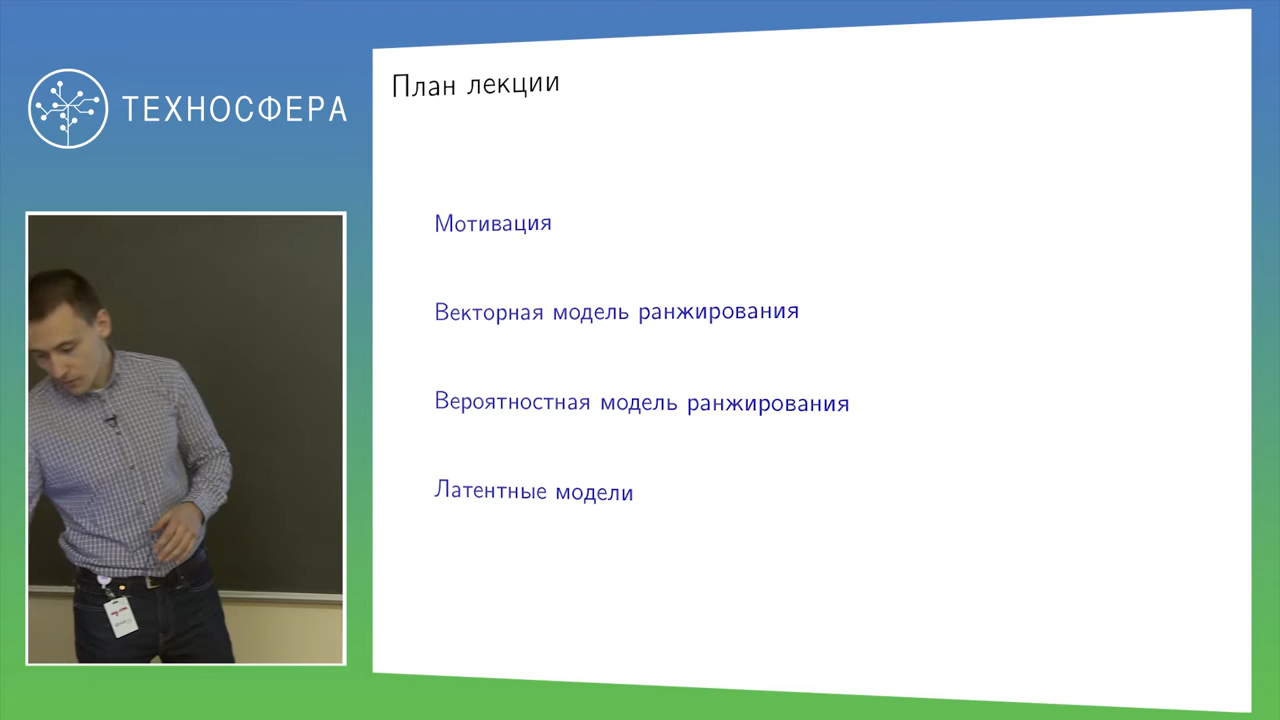 ТЕХНОСФЕРА
План лекции
Мотивация
Векторная модель ранжирования
Вероятностная модель ранжирования
Латентные модели